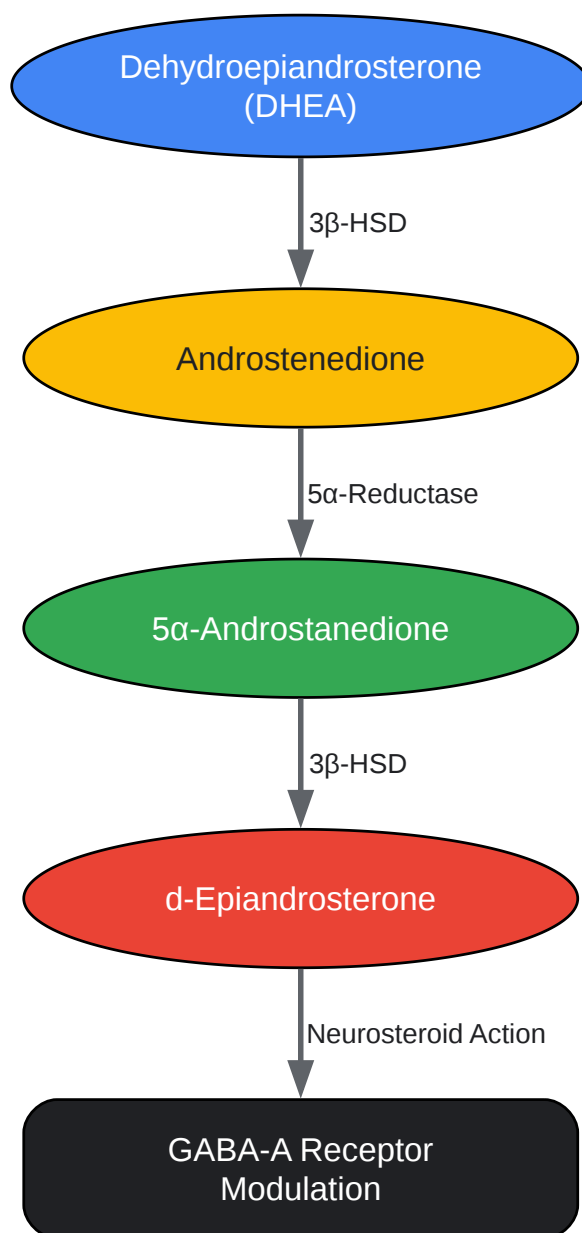 Dehydroepiandrosterone
(DHEA)
3β-HSD
Androstenedione
5α-Reductase
5α-Androstanedione
3β-HSD
d-Epiandrosterone
Neurosteroid Action
GABA-A Receptor
Modulation